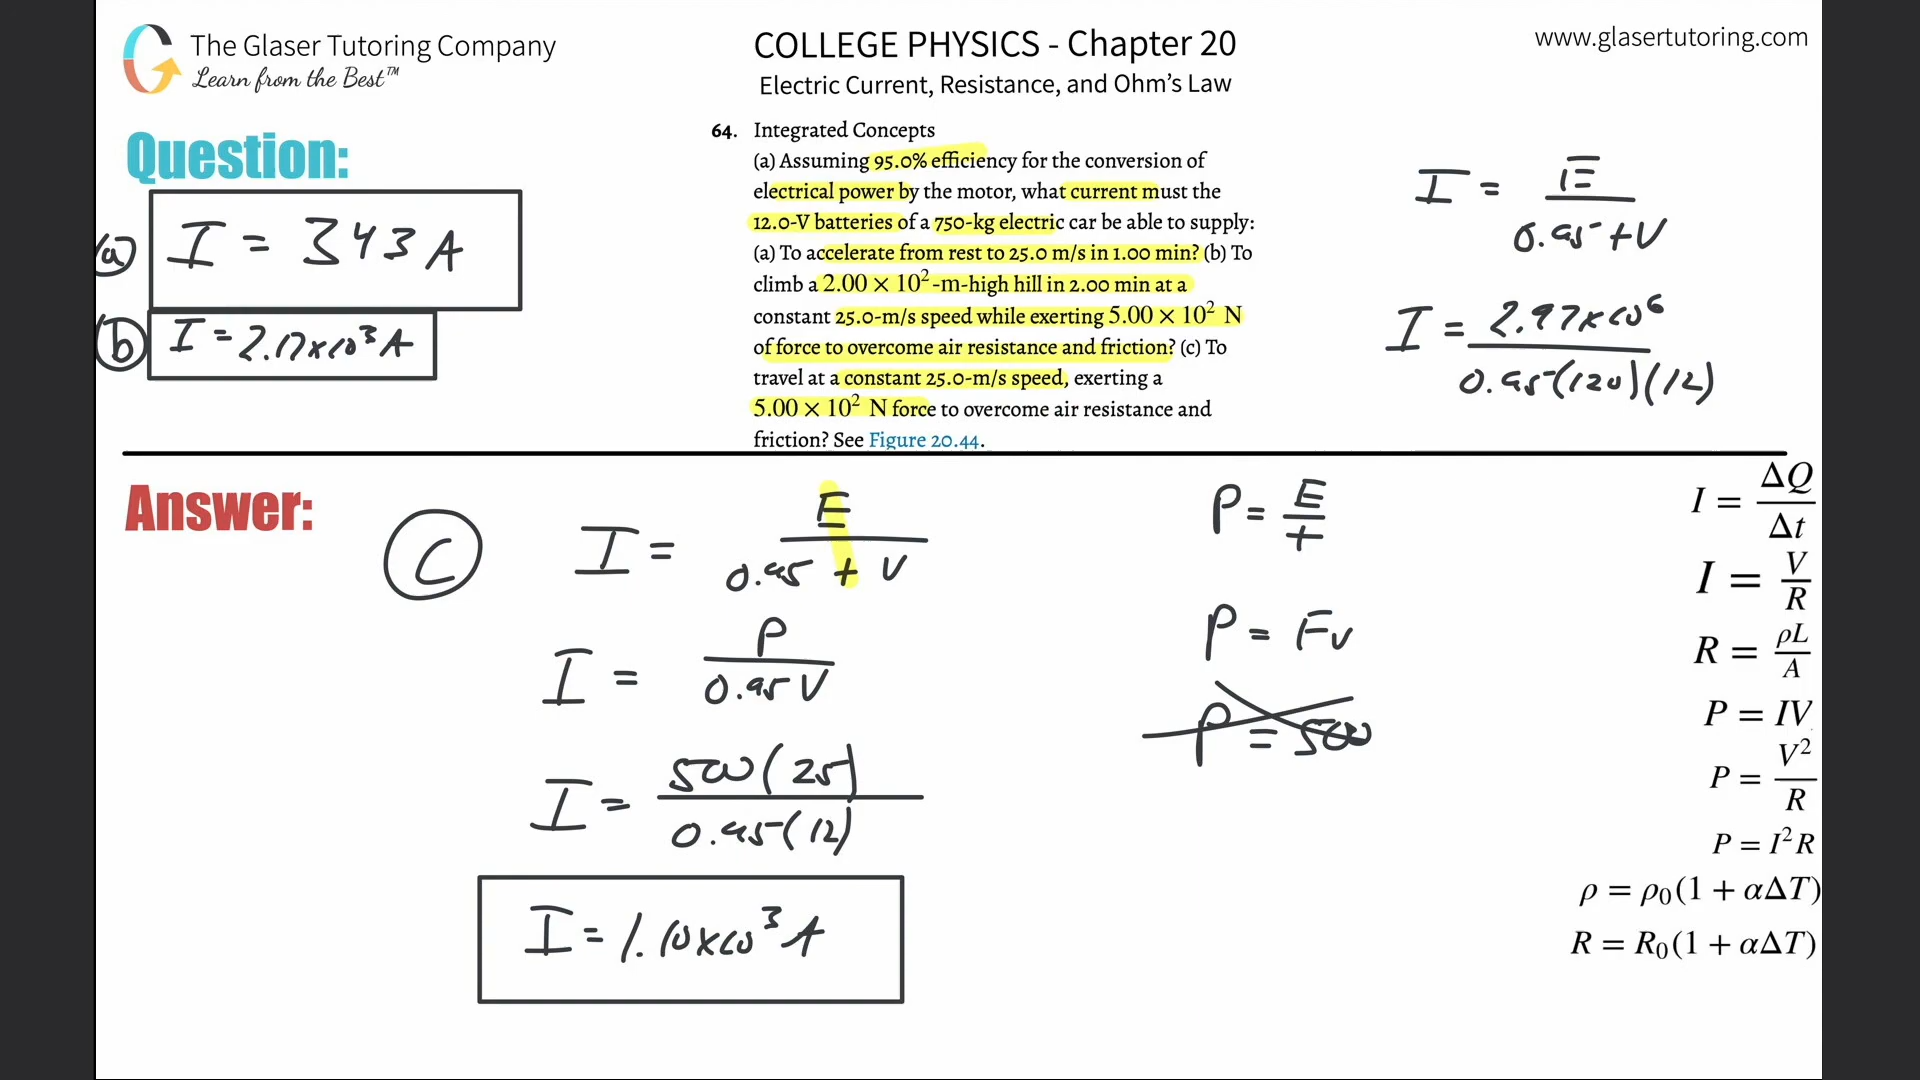 The Glaser Tutoring Company
Learn from the Best™
COLLEGE PHYSICS - Chapter 20
Electric Current, Resistance, and Ohm's Law
www.glasertutoring.com
Question:
(a) I = 343 A
(b) I = 2.17x10³ A
64. Integrated Concepts
(a) Assuming 95.0% efficiency for the conversion of
electrical power by the motor, what current must the
12.0-V batteries of a 750-kg electric car be able to supply:
(a) To accelerate from rest to 25.0 m/s in 1.00 min? (b) To
climb a 2.00 × 10²-m-high hill in 2.00 min at a
constant 25.0-m/s speed while exerting 5.00 × 10² N
of force to overcome air resistance and friction? (c) To
travel at a constant 25.0-m/s speed, exerting a
5.00 × 10² N force to overcome air resistance and
friction? See Figure 20.44.
I = E / 0.95 t V
I = 2.97x10⁶ / 0.95(120)(12)
Answer:
C
I = E / 0.95 t V
I = P / 0.95 V
I = 500(25) / 0.95(12)
I = 1.10x10³ A
P = E / t
P = Fv
P = 500
I = ΔQ / Δt
I = V / R
R = ρL / A
P = IV
P = V² / R
P = I²R
ρ = ρ₀(1 + αΔT)
R = R₀(1 + αΔT)